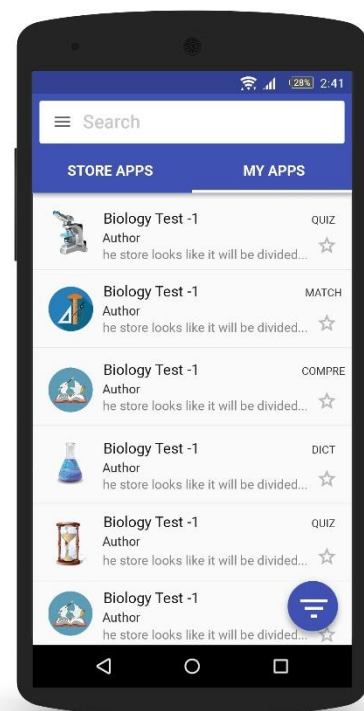 28% 2:41
Search
STORE APPS MY APPS
Biology Test -1 QUIZ
Author
he store looks like it will be divided...
Biology Test -1 MATCH
Author
he store looks like it will be divided...
Biology Test -1 COMPRE
Author
he store looks like it will be divided...
Biology Test -1 DICT
Author
he store looks like it will be divided...
Biology Test -1 QUIZ
Author
he store looks like it will be divided...
Biology Test -1
Author
he store looks like it will be divided...